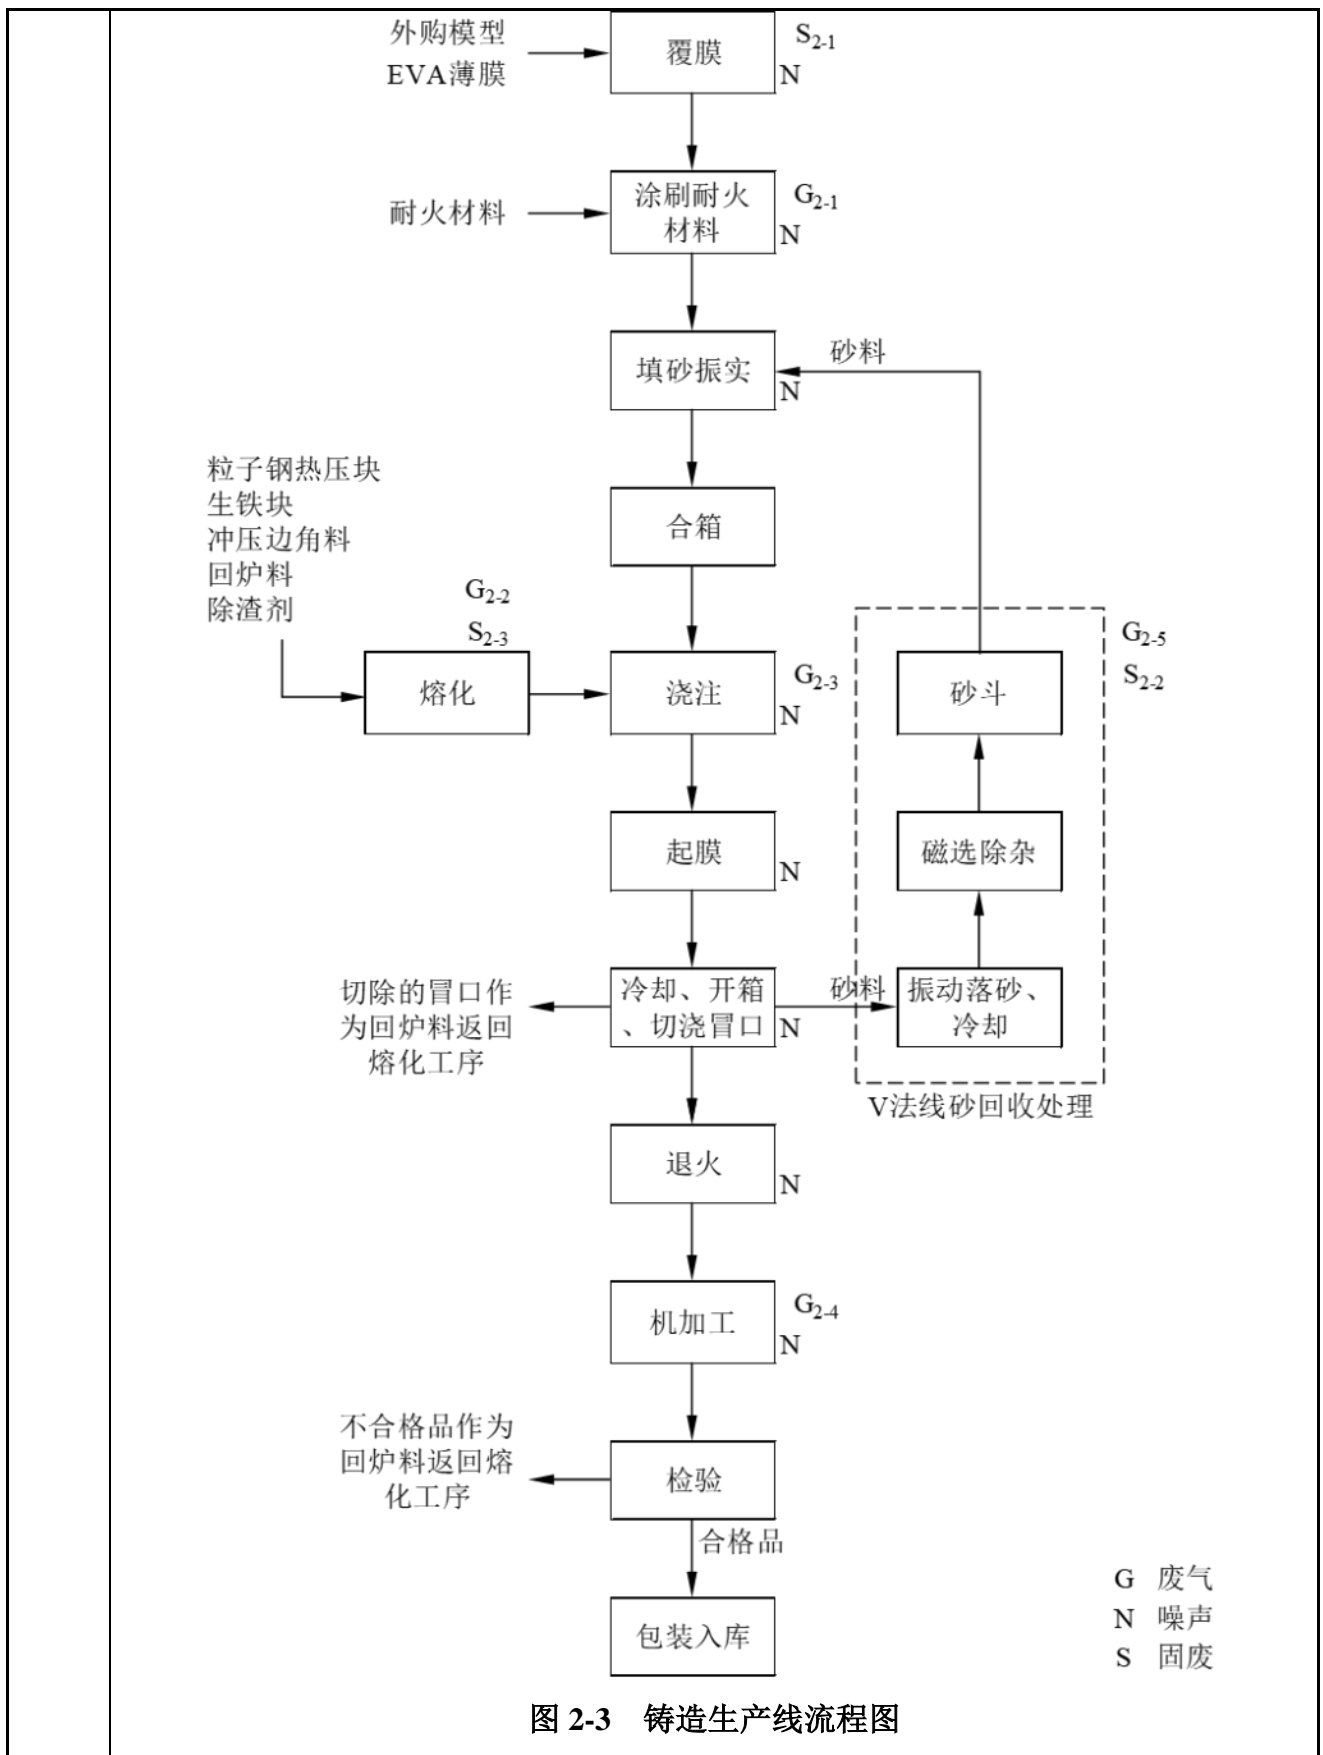 外购模型
EVA薄膜
覆膜
S2-1
N
耐火材料
涂刷耐火
材料
G2-1
N
填砂振实
N
砂料
合箱
粒子钢热压块
生铁块
冲压边角料
回炉料
除渣剂
G2-2
S2-3
熔化
浇注
G2-3
N
砂斗
G2-5
S2-2
起膜
N
磁选除杂
切除的冒口作
为回炉料返回
熔化工序
冷却、开箱
、切浇冒口
N
砂料
振动落砂、
冷却
V法线砂回收处理
退火
N
机加工
G2-4
N
不合格品作为
回炉料返回熔
化工序
检验
合格品
包装入库
G 废气
N 噪声
S 固废
图 2-3 铸造生产线流程图